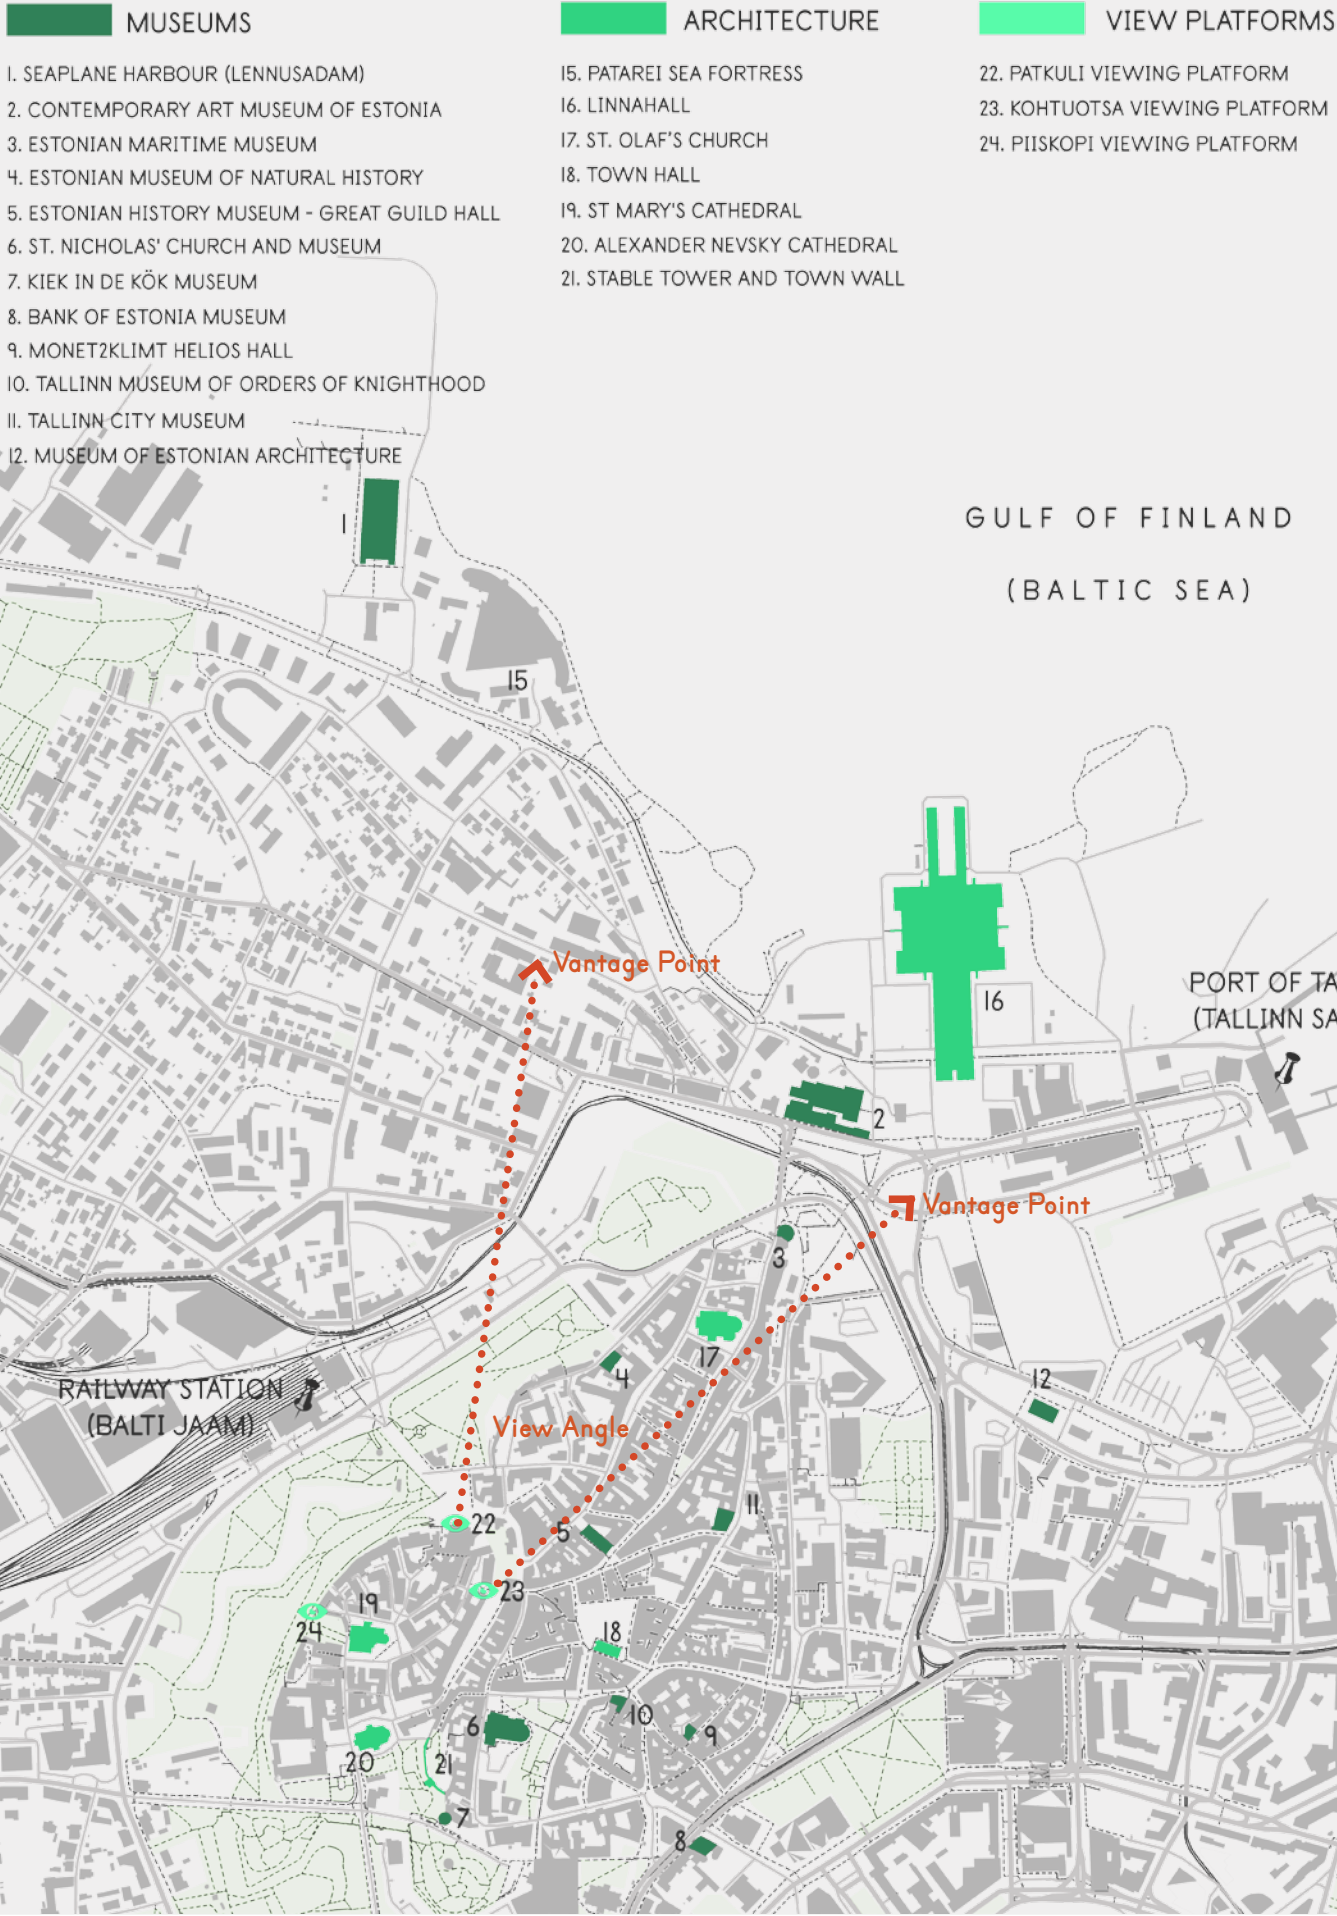 MUSEUMS
1. SEAPLANE HARBOUR (LENNUSADAM)
2. CONTEMPORARY ART MUSEUM OF ESTONIA
3. ESTONIAN MARITIME MUSEUM
4. ESTONIAN MUSEUM OF NATURAL HISTORY
5. ESTONIAN HISTORY MUSEUM - GREAT GUILD HALL
6. ST. NICHOLAS' CHURCH AND MUSEUM
7. KIEK IN DE KÖK MUSEUM
8. BANK OF ESTONIA MUSEUM
9. MONET2KLIMT HELIOS HALL
10. TALLINN MUSEUM OF ORDERS OF KNIGHTHOOD
11. TALLINN CITY MUSEUM
12. MUSEUM OF ESTONIAN ARCHITECTURE
ARCHITECTURE
15. PATAREI SEA FORTRESS
16. LINNAHALL
17. ST. OLAF'S CHURCH
18. TOWN HALL
19. ST MARY'S CATHEDRAL
20. ALEXANDER NEVSKY CATHEDRAL
21. STABLE TOWER AND TOWN WALL
VIEW PLATFORMS
22. PATKULI VIEWING PLATFORM
23. KOHTUOTSA VIEWING PLATFORM
24. PIISKOPI VIEWING PLATFORM
1
GULF OF FINLAND
(BALTIC SEA)
15
Vantage Point
PORT OF TA
(TALLINN SA
16
2
Vantage Point
3
17
4
12
RAILWAY STATION
(BALTI JAAM)
View Angle
11
22
5
23
19
24
18
10
6
9
20
21
7
8